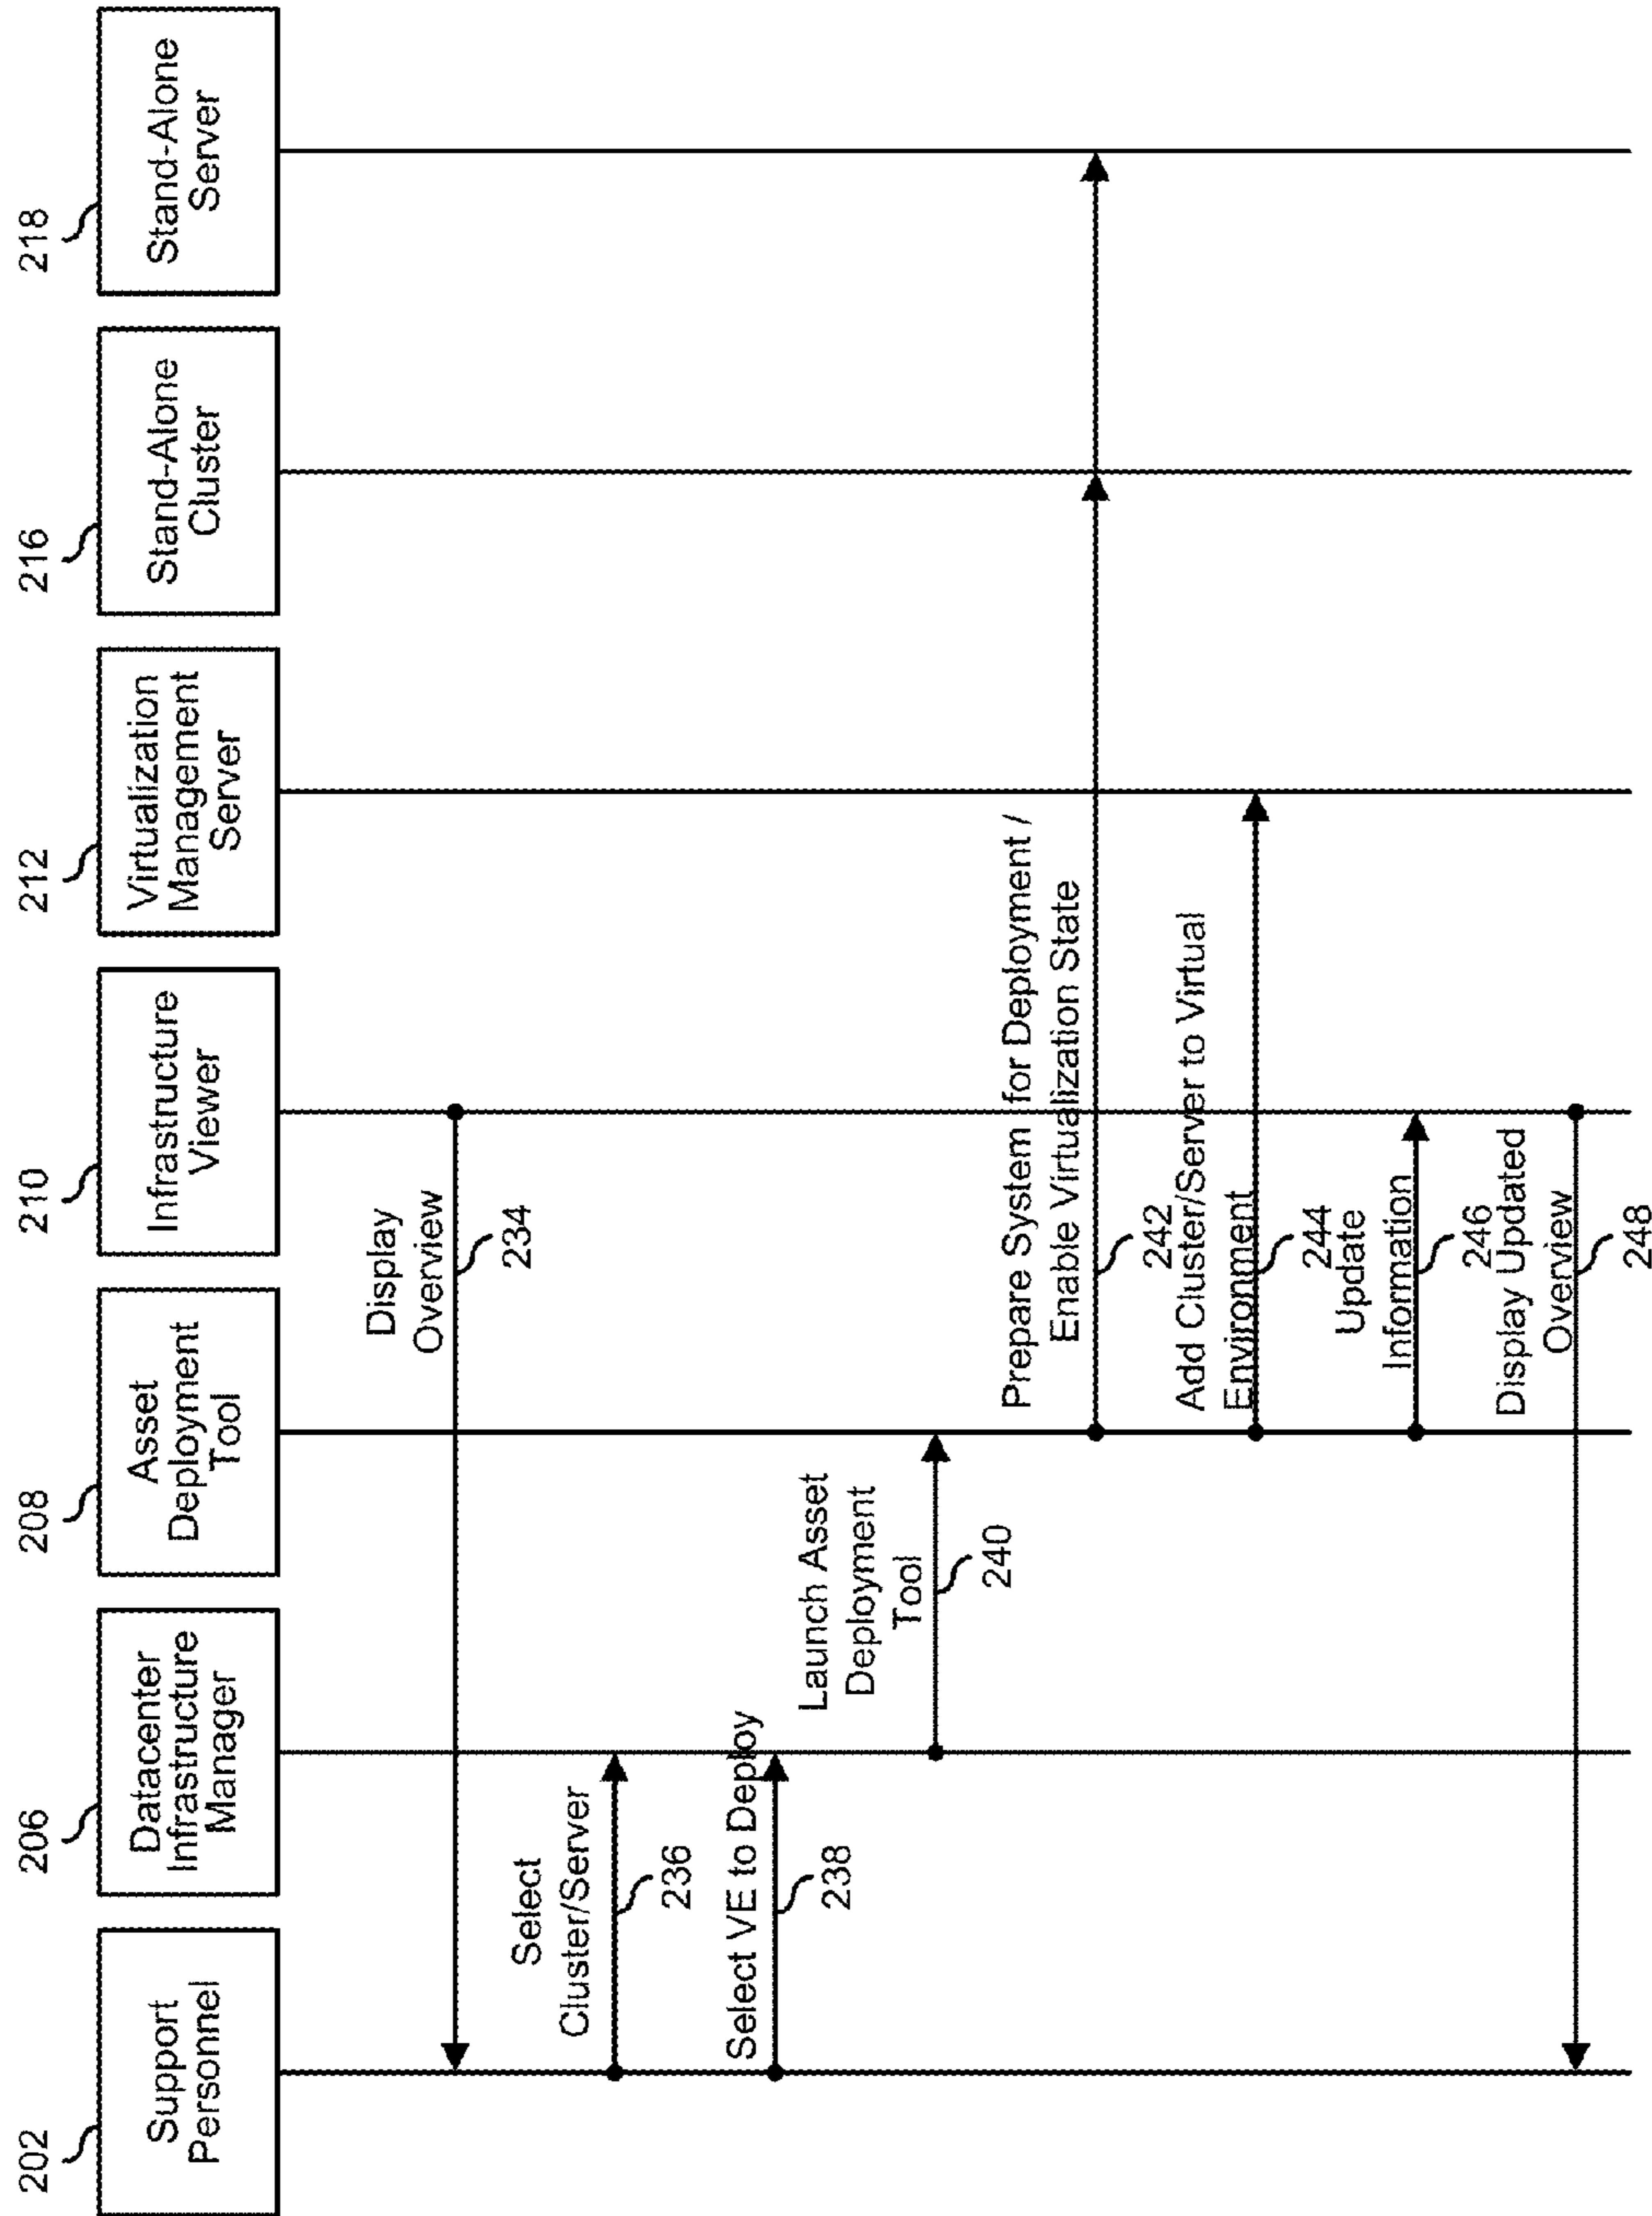 202
206
208
210
212
216
218
Support
Personnel
Datacenter
Infrastructure
Manager
Asset
Deployment
Tool
Infrastructure
Viewer
Virtualization
Management
Server
Stand-Alone
Cluster
Stand-Alone
Server
Display
Overview
234
Select
Cluster/Server
236
Select VE to Deploy
238
Launch Asset
Deployment
Tool
240
Prepare System for Deployment /
Enable Virtualization State
242
Add Cluster/Server to Virtual
Environment
244
Update
Information
246
Display Updated
Overview
248